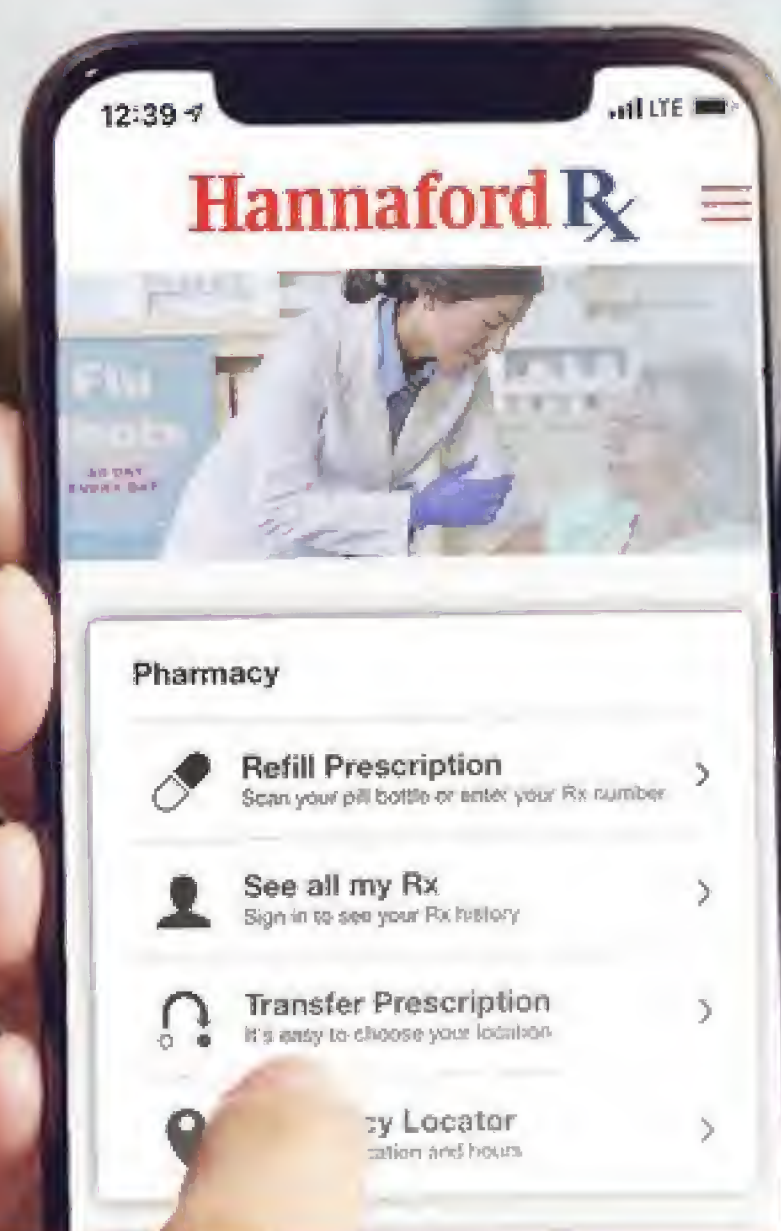 12:39
LTE
Hannaford Rx
Flu
Shots
Pharmacy
Refill Prescription
Scan your pill bottle or enter your Rx number
See all my Rx
Sign in to see your Rx history
Transfer Prescription
It's easy to choose your location
cy Locator
cation and hours